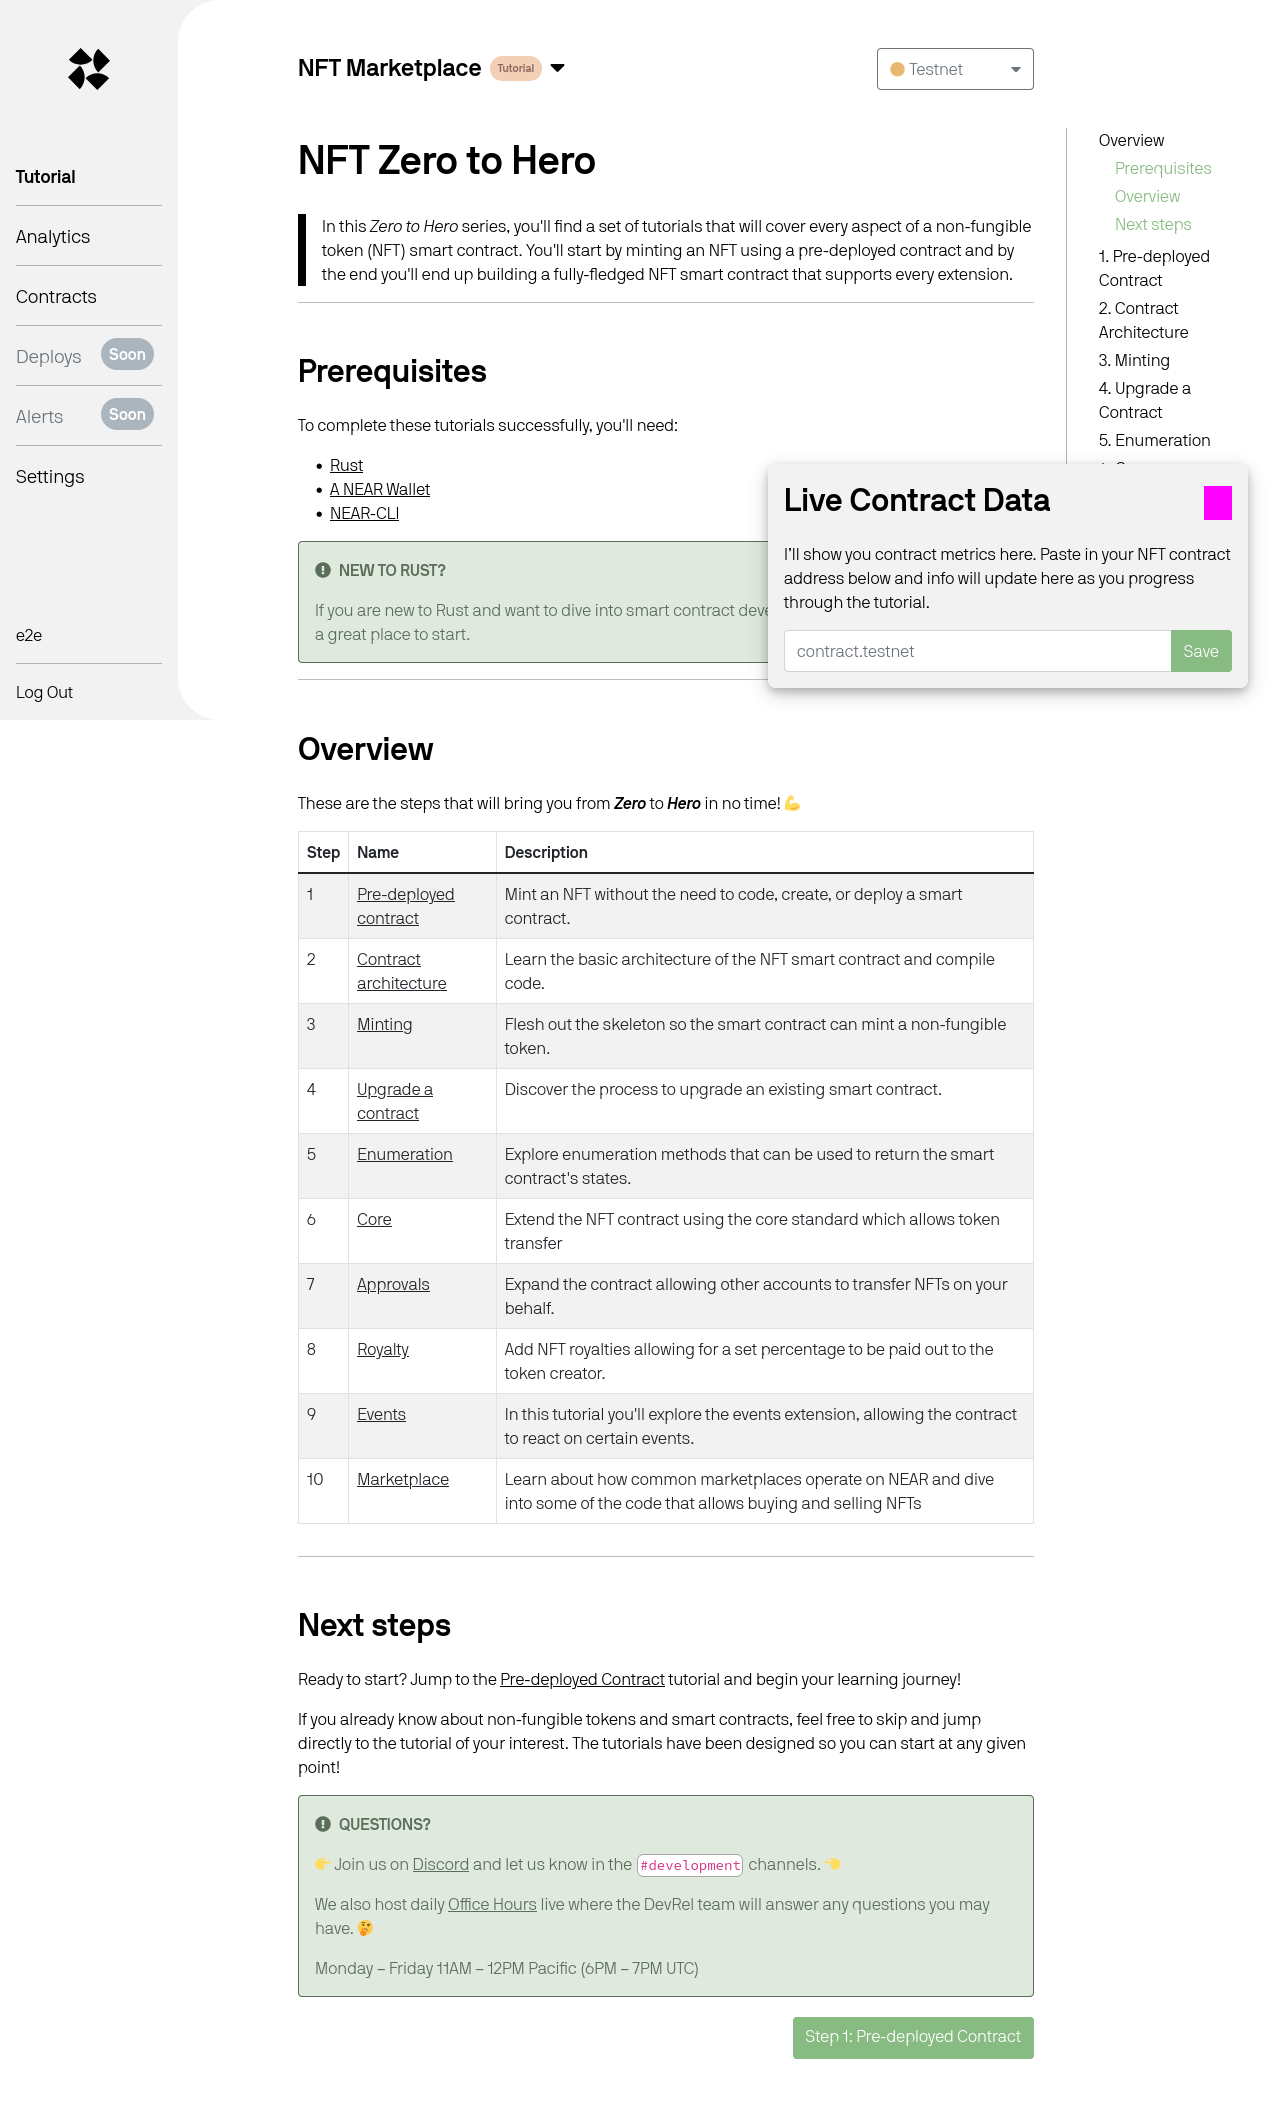 NFT Marketplace Tutorial
Testnet
Tutorial
Analytics
Contracts
Deploys Soon
Alerts Soon
Settings
e2e
Log Out
NFT Zero to Hero
In this Zero to Hero series, you'll find a set of tutorials that will cover every aspect of a non-fungible
token (NFT) smart contract. You'll start by minting an NFT using a pre-deployed contract and by
the end you'll end up building a fully-fledged NFT smart contract that supports every extension.
Prerequisites
To complete these tutorials successfully, you'll need:
• Rust
• A NEAR Wallet
• NEAR-CLI
NEW TO RUST?
If you are new to Rust and want to dive into smart contract
a great place to start.
Overview
Prerequisites
Overview
Next steps
1. Pre-deployed
Contract
2. Contract
Architecture
3. Minting
4. Upgrade a
Contract
5. Enumeration
Live Contract Data
I’ll show you contract metrics here. Paste in your NFT contract
address below and info will update here as you progress
through the tutorial.
contract.testnet
Save
Overview
These are the steps that will bring you from Zero to Hero in no time! 💪
Step Name Description
1 Pre-deployed Mint an NFT without the need to code, create, or deploy a smart
contract contract.
2 Contract Learn the basic architecture of the NFT smart contract and compile
architecture code.
3 Minting Flesh out the skeleton so the smart contract can mint a non-fungible
token.
4 Upgrade a Discover the process to upgrade an existing smart contract.
contract
5 Enumeration Explore enumeration methods that can be used to return the smart
contract's states.
6 Core Extend the NFT contract using the core standard which allows token
transfer
7 Approvals Expand the contract allowing other accounts to transfer NFTs on your
behalf.
8 Royalty Add NFT royalties allowing for a set percentage to be paid out to the
token creator.
9 Events In this tutorial you'll explore the events extension, allowing the contract
to react on certain events.
10 Marketplace Learn about how common marketplaces operate on NEAR and dive
into some of the code that allows buying and selling NFTs
Next steps
Ready to start? Jump to the Pre-deployed Contract tutorial and begin your learning journey!
If you already know about non-fungible tokens and smart contracts, feel free to skip and jump
directly to the tutorial of your interest. The tutorials have been designed so you can start at any given
point!
QUESTIONS?
👉 Join us on Discord and let us know in the #development channels. 👈
We also host daily Office Hours live where the DevRel team will answer any questions you may
have. 🤔
Monday – Friday 11AM – 12PM Pacific (6PM – 7PM UTC)
Step 1: Pre-deployed Contract